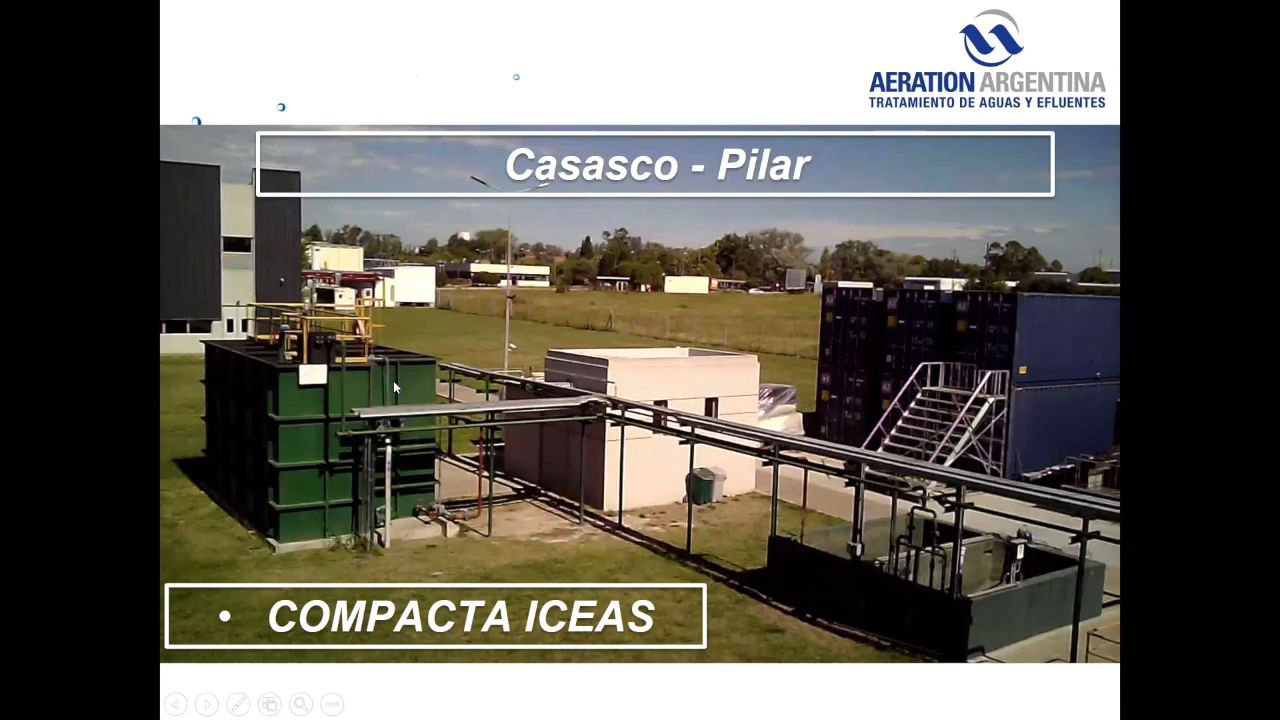 AERATION ARGENTINA
TRATAMIENTO DE AGUAS Y EFLUENTES
Casasco - Pilar
• COMPACTA ICEAS